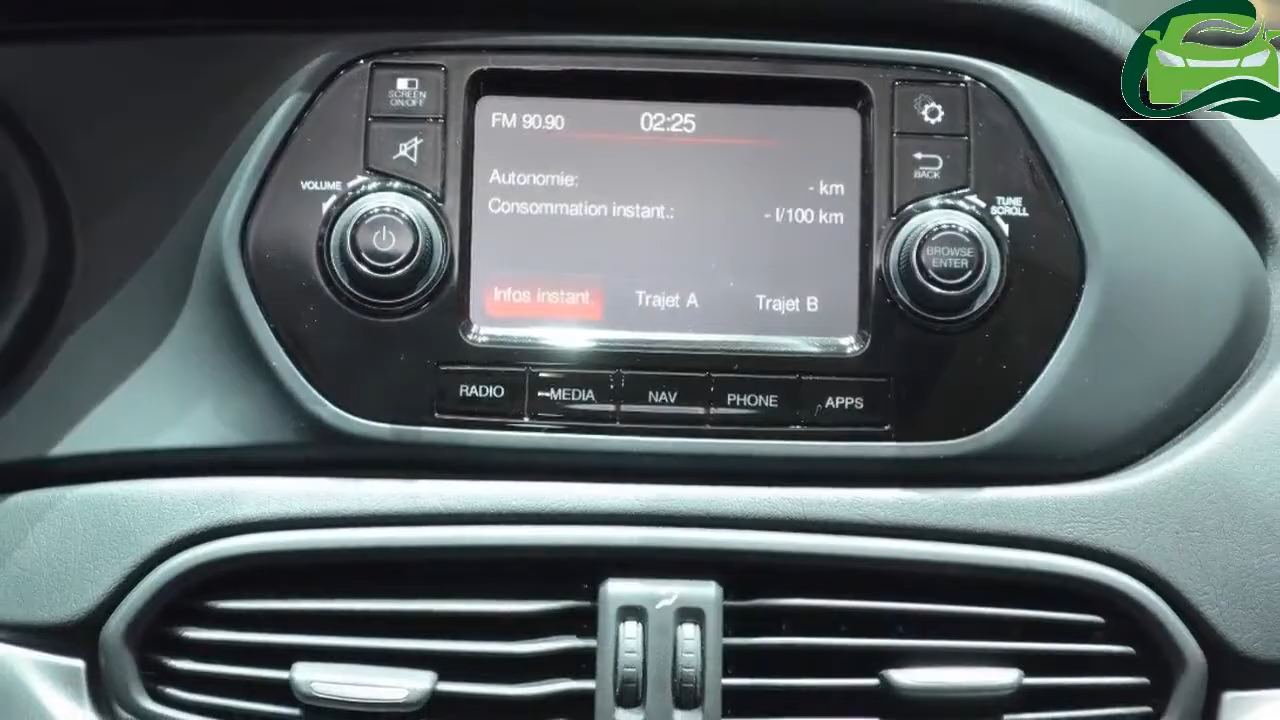 SCREEN
ON/OFF
VOLUME
FM 90.90 02:25
Autonomie: - km
Consommation instant.: - l/100 km
Infos instant. Trajet A Trajet B
BACK
TUNE
SCROLL
BROWSE
ENTER
RADIO MEDIA NAV PHONE APPS